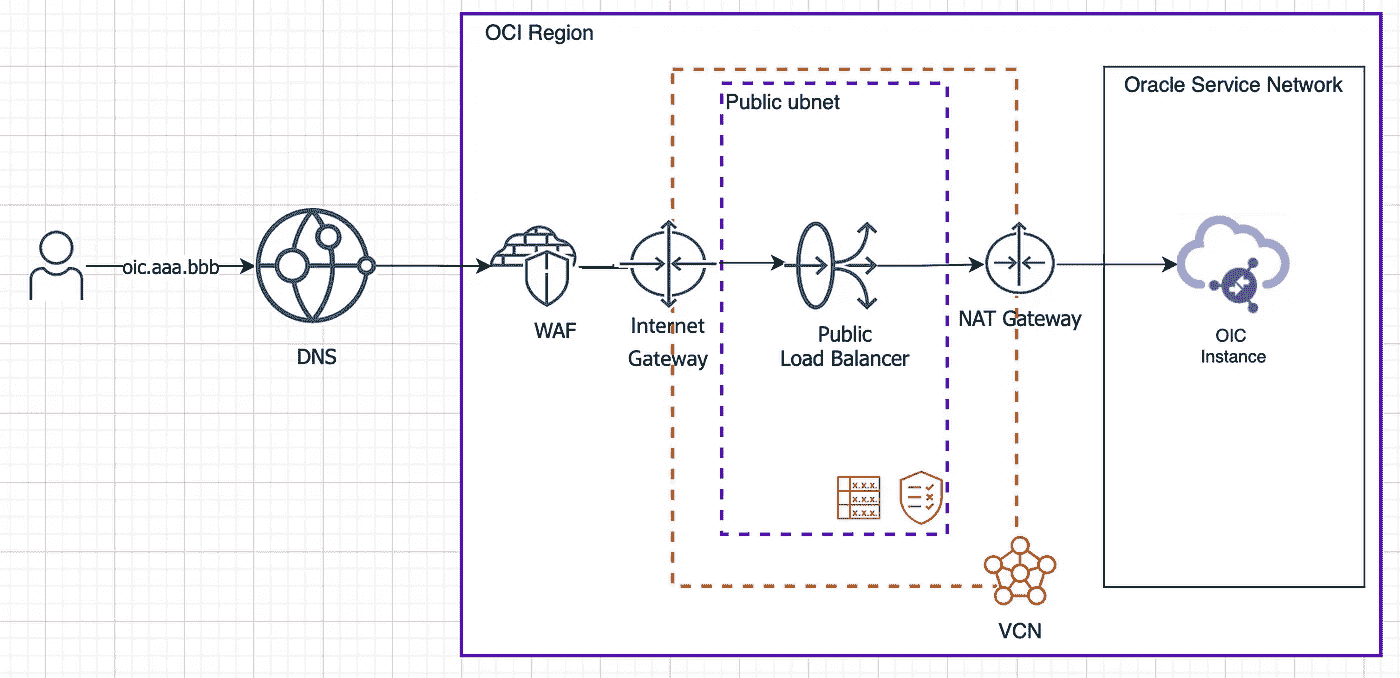 OCI Region
Oracle Service Network
Public ubnet
oic.aaa.bbb
DNS
WAF
Internet
Gateway
Public
Load Balancer
NAT Gateway
OIC
Instance
x.x.x.
x.x.x.
x.x.x.
VCN